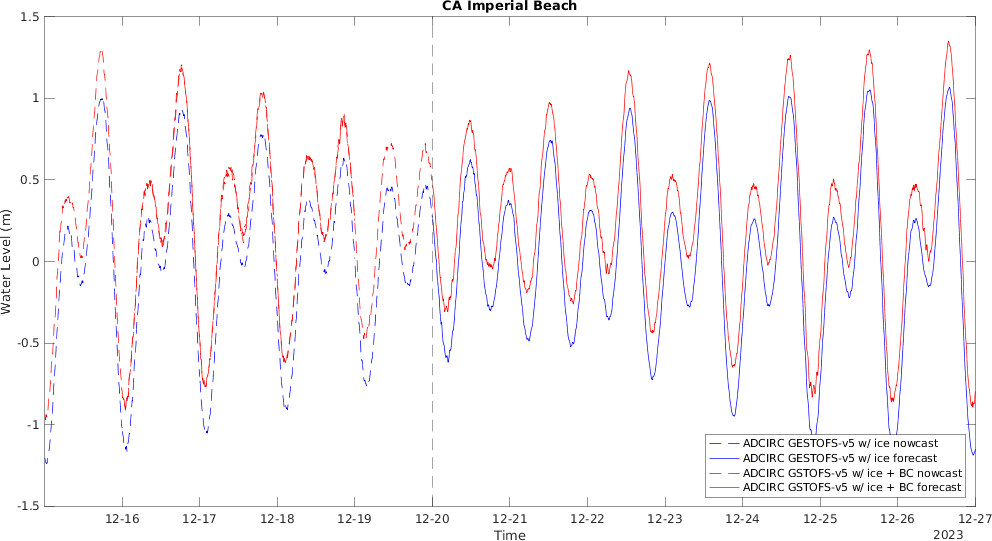 CA Imperial Beach
1.5
1
0.5
0
-0.5
-1
-1.5
Water Level (m)
12-16
12-17
12-18
12-19
12-20
12-21
12-22
12-23
12-24
12-25
12-26
12-27
Time
2023
ADCIRC GESTOFS-v5 w/ ice nowcast
ADCIRC GESTOFS-v5 w/ ice forecast
ADCIRC GSTOFS-v5 w/ ice + BC nowcast
ADCIRC GSTOFS-v5 w/ ice + BC forecast